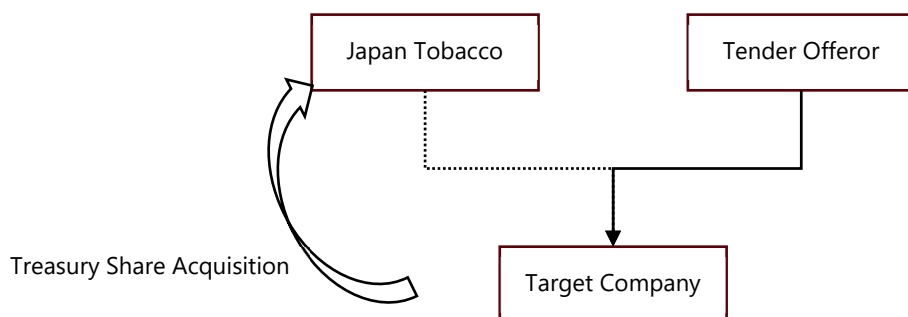 Japan Tobacco
Tender Offeror
Treasury Share Acquisition
Target Company